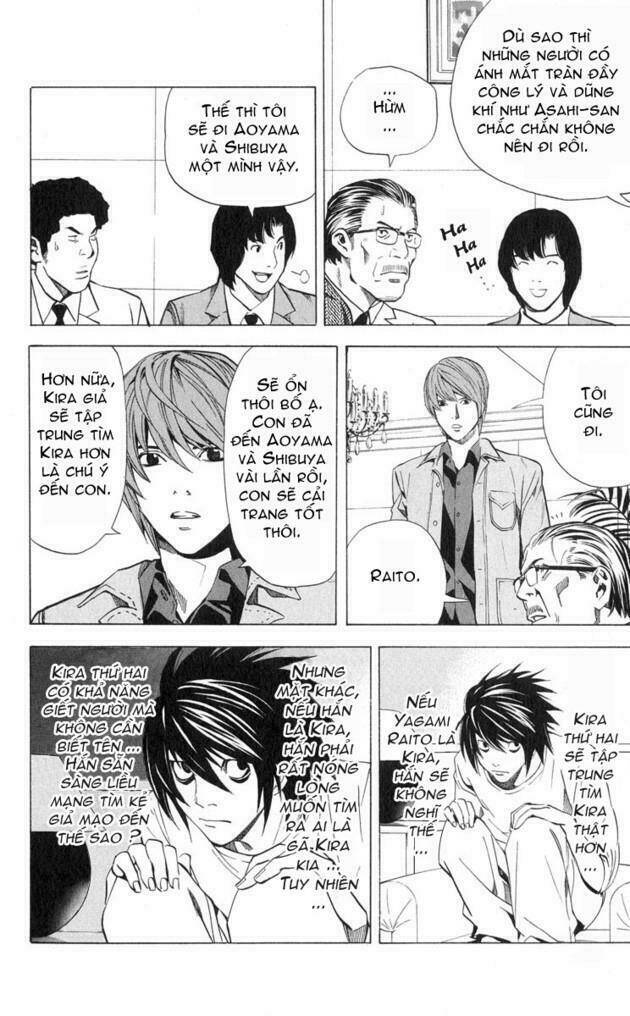 Dù sao thì
những người có
ánh mắt tràn đầy
công lý và dũng
khí như Asahi-san
chắc chắn không
nên đi rồi.
...
Hừm
...
Ha
Ha
Ha
Thế thì tôi
sẽ đi Aoyama
và Shibuya
một mình vậy.
Tôi
cũng
đi.
Raito.
Sẽ ổn
thôi bố ạ.
Con đã
đến Aoyama
và Shibuya
vài lần rồi,
con sẽ cải
trang tốt
thôi.
Hơn nữa,
Kira giả
sẽ tập
trung tìm
Kira hơn
là chú ý
đến con.
Kira
thứ hai
sẽ tập
trung
tìm
Kira
thật
hơn
...
Nếu
Yagami
Raito là
Kira,
hắn sẽ
không
nghĩ
thế
...
Nhưng
mặt khác,
nếu hắn
là Kira,
hắn phải
rất nóng
lòng
muốn tìm
ra ai là
gã Kira
kia ...
Tuy nhiên
...
Kira thứ hai
có khả năng
giết người mà
không cần
biết tên ...
Hắn sẵn
sàng liều
mạng tìm kẻ
giả mạo đến
thế sao ?